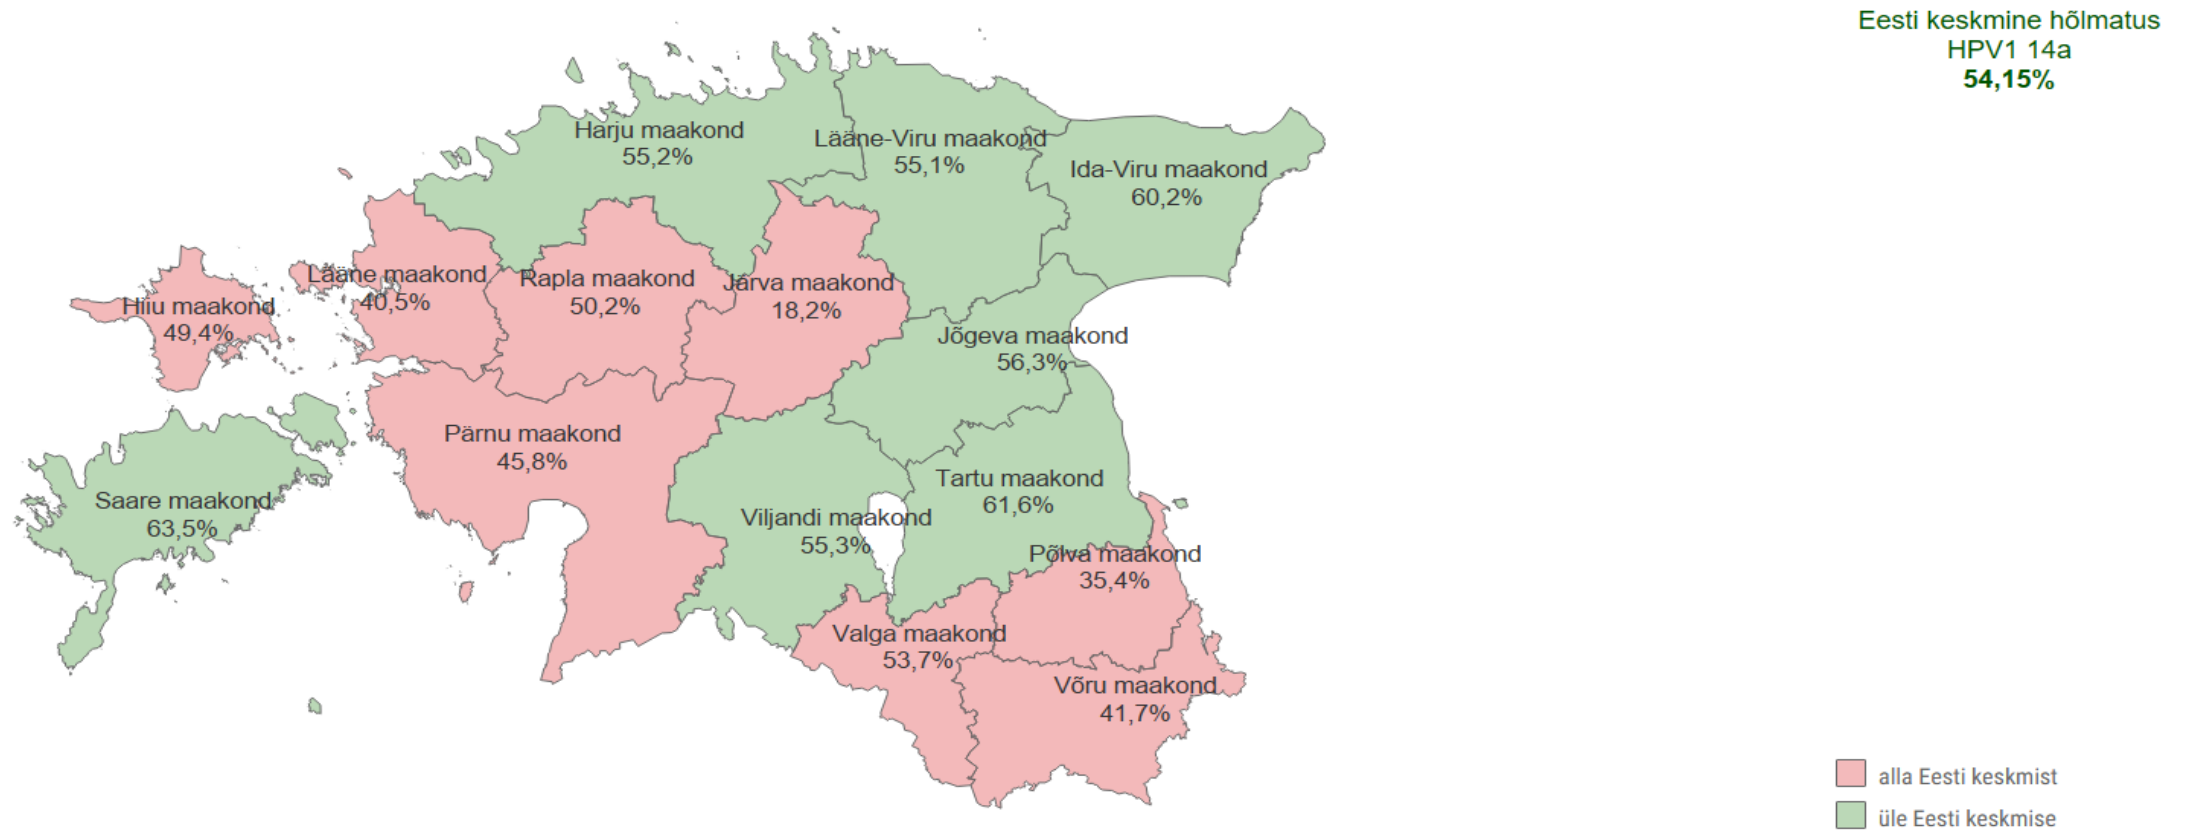 Eesti keskmine hõlmatus
HPV1 14a
54,15%
Harju maakond
55,2%
Lääne-Viru maakond
55,1%
Ida-Viru maakond
60,2%
Lääne maakond
40,5%
Rapla maakond
50,2%
Järva maakond
18,2%
Hiiu maakond
49,4%
Jõgeva maakond
56,3%
Pärnu maakond
45,8%
Tartu maakond
61,6%
Saare maakond
63,5%
Viljandi maakond
55,3%
Põlva maakond
35,4%
Valga maakond
53,7%
Võru maakond
41,7%
alla Eesti keskmist
üle Eesti keskmise